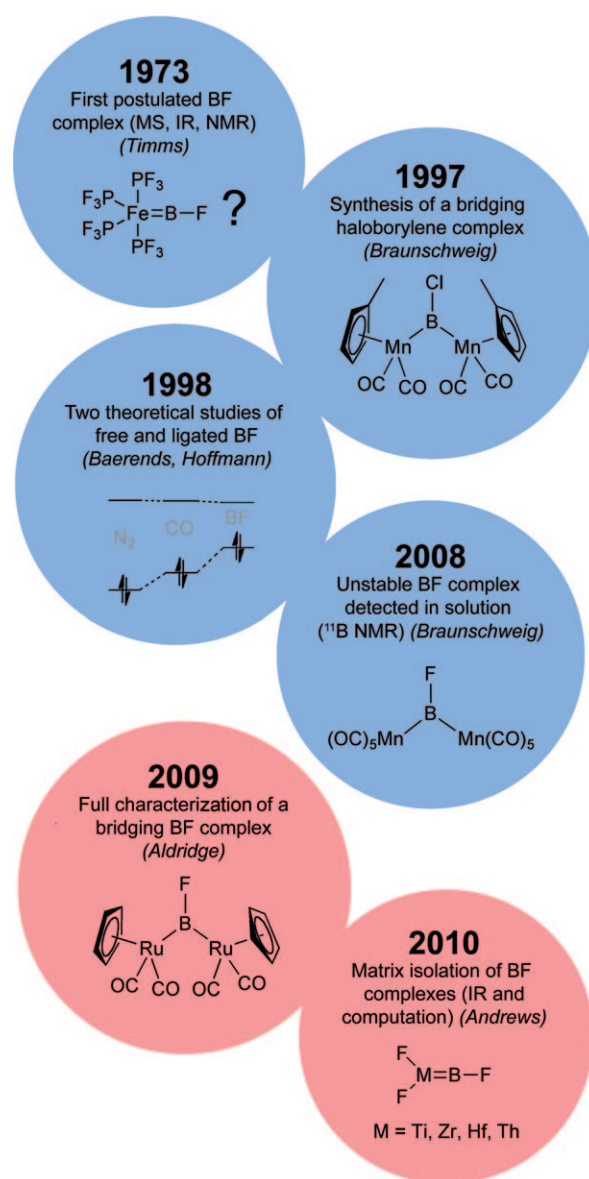 1973
First postulated BF
complex (MS, IR, NMR)
(Timms)
PF₃
F₃P
Fe=B—F ?
F₃P
PF₃
1997
Synthesis of a bridging
haloborylene complex
(Braunschweig)
Cl
B
Mn Mn
OC CO OC CO
1998
Two theoretical studies of
free and ligated BF
(Baerends, Hoffmann)
N₂ CO BF
2008
Unstable BF complex
detected in solution
(¹¹B NMR) (Braunschweig)
F
B
(OC)₅Mn Mn(CO)₅
2009
Full characterization of a
bridging BF complex
(Aldridge)
F
B
Ru Ru
OC CO OC CO
2010
Matrix isolation of BF
complexes (IR and
computation) (Andrews)
F
M=B—F
F
M = Ti, Zr, Hf, Th